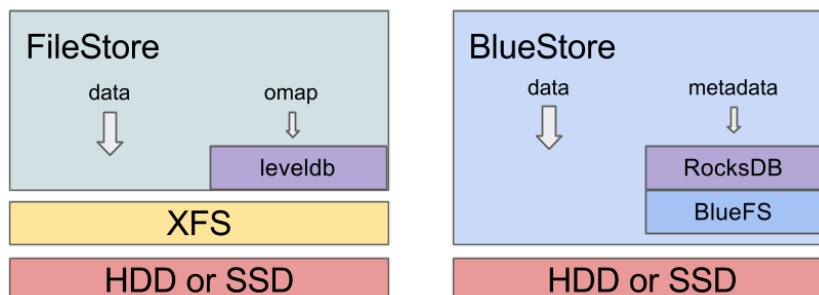 FileStore
data
omap
leveldb
XFS
HDD or SSD
BlueStore
data
metadata
RocksDB
BlueFS
HDD or SSD